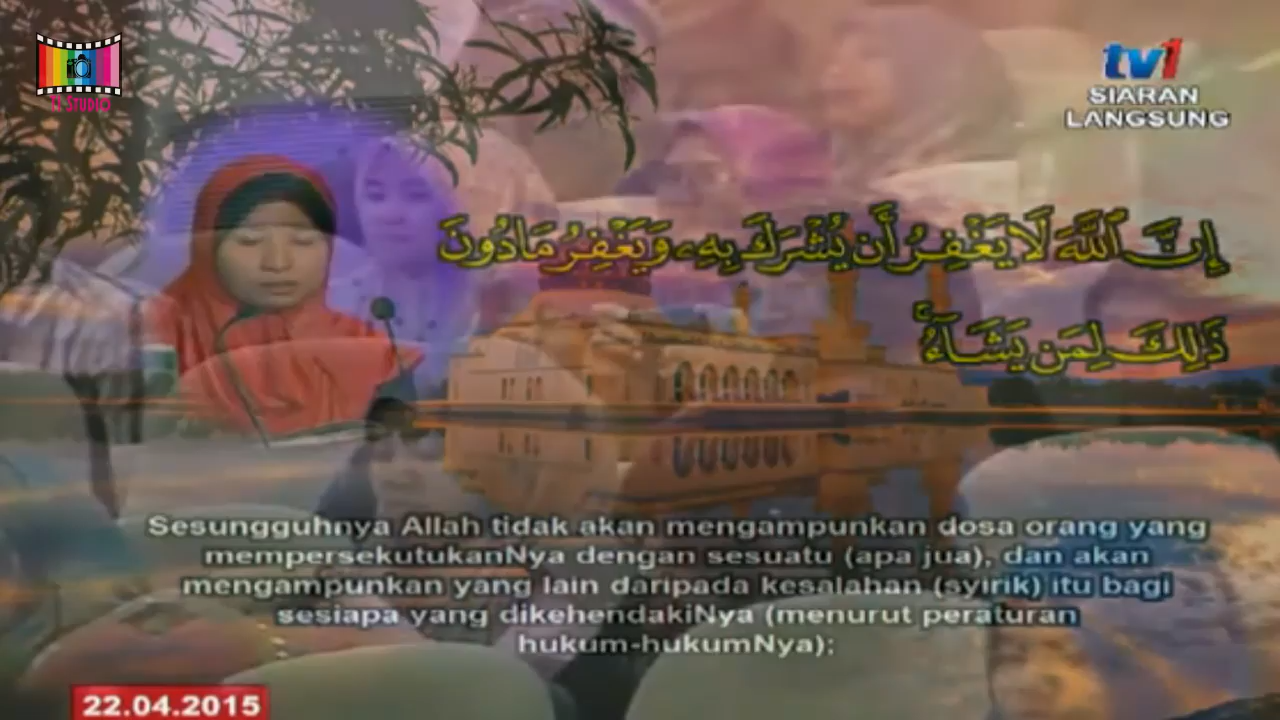 TZ STUDIO
tv1
SIARAN
LANGSUNG
إِنَّ ٱللَّهَ لَا يَغْفِرُ أَن يُشْرَكَ بِهِۦ وَيَغْفِرُ مَا دُونَ
ذَٰلِكَ لِمَن يَشَآءُ ۚ
Sesungguhnya Allah tidak akan mengampunkan dosa orang yang
mempersekutukanNya dengan sesuatu (apa jua), dan akan
mengampunkan yang lain daripada kesalahan (syirik) itu bagi
sesiapa yang dikehendakiNya (menurut peraturan
hukum-hukumNya);
22.04.2015